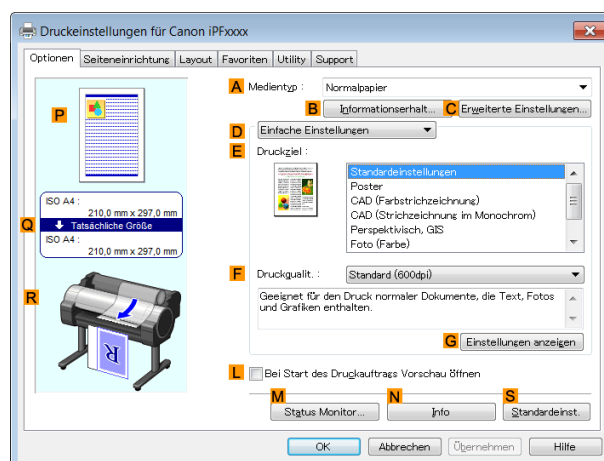 Druckeinstellungen für Canon iPFxxxx
Optionen Seiteneinrichtung Layout Favoriten Utility Support
A Medientyp : Normalpapier
B Informationserhalt... C Erweiterte Einstellungen...
P
D Einfache Einstellungen
E Druckziel :
Standardeinstellungen
Poster
CAD (Farbstrichzeichnung)
CAD (Strichzeichnung im Monochrom)
Perspektivisch, GIS
Foto (Farbe)
ISO A4 :
210,0 mm x 297,0 mm
Q Tatsächliche Größe
ISO A4 :
210,0 mm x 297,0 mm
F Druckqualit. : Standard (600dpi)
Geeignet für den Druck normaler Dokumente, die Text, Fotos
und Grafiken enthalten.
R
R
G Einstellungen anzeigen
L Bei Start des Druckauftrags Vorschau öffnen
M N S
Status Monitor... Info Standardeinst.
OK Abbrechen Übernehmen Hilfe